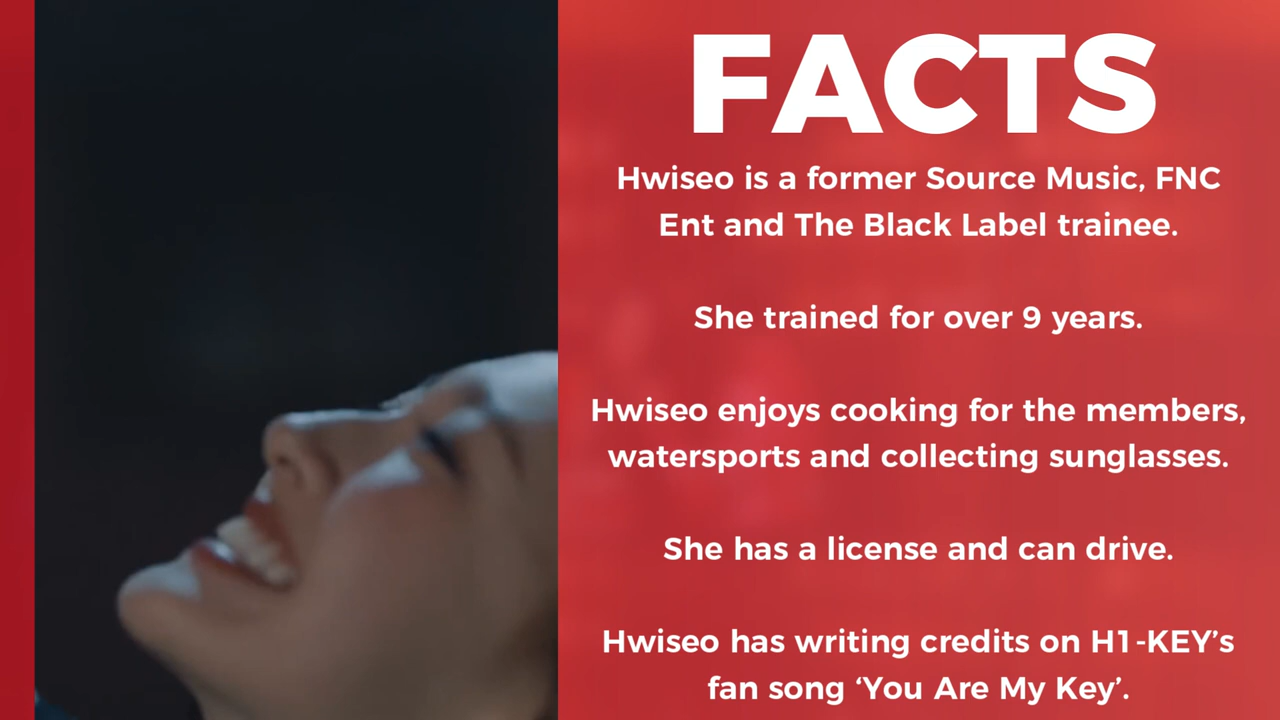 FACTS
Hwiseo is a former Source Music, FNC
Ent and The Black Label trainee.
She trained for over 9 years.
Hwiseo enjoys cooking for the members,
watersports and collecting sunglasses.
She has a license and can drive.
Hwiseo has writing credits on H1-KEY’s
fan song ‘You Are My Key’.